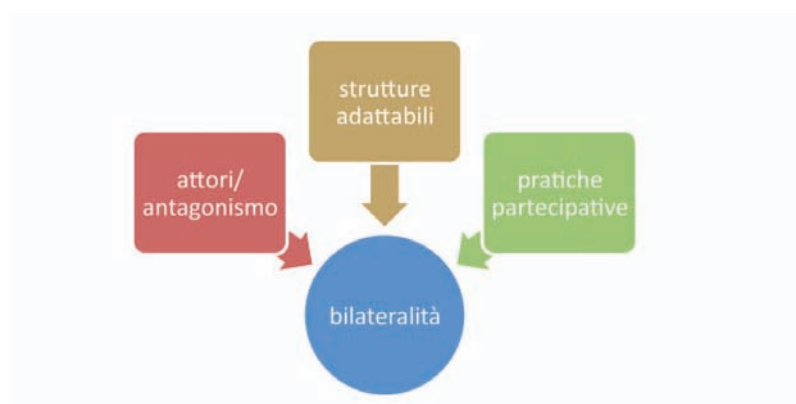 strutture
adattabili
attori/
antagonismo
pratiche
partecipative
bilateralità